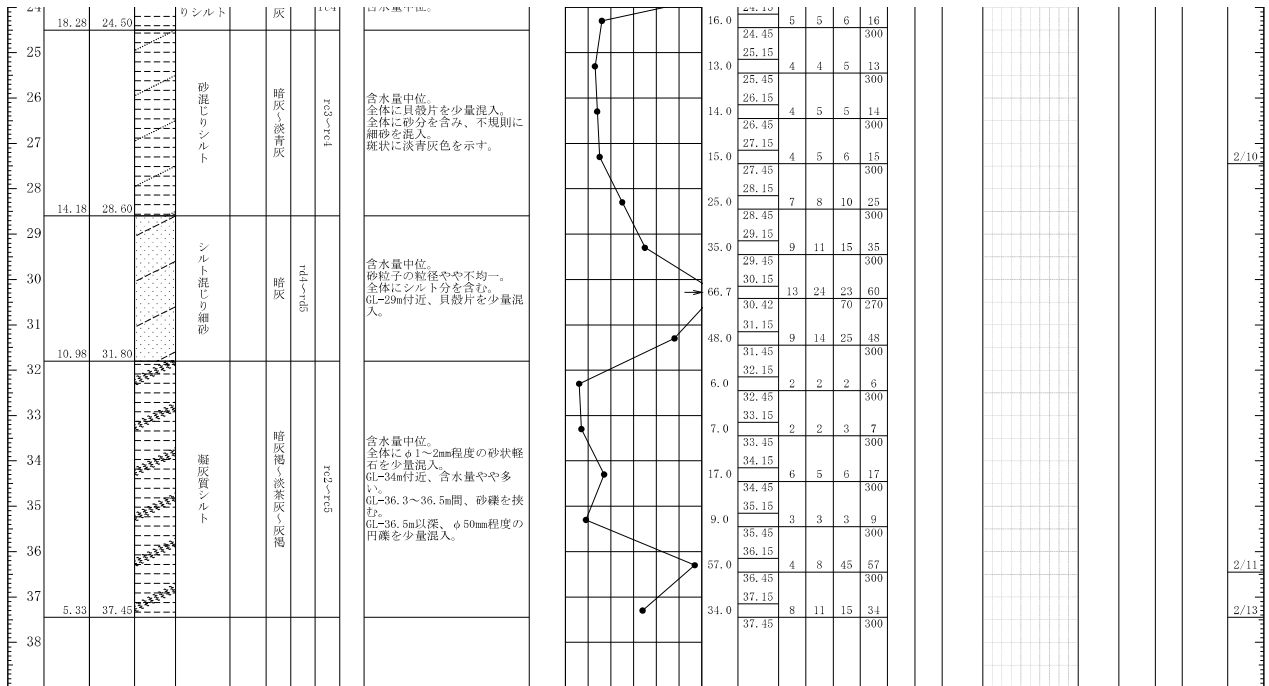 りシルト
灰
18.28 24.50
16.0
5 5 6 16
24.45 300
25
25.15
13.0
4 4 5 13
25.45 300
砂混じりシルト
暗灰～淡青灰
rc3～rc4
含水量中位。
全体に貝殻片を少量混入。
全体に砂分を含み、不規則に
細砂を混入。
斑状に淡青灰色を示す。
26
26.15
14.0
4 5 5 14
26.45 300
27
27.15
15.0
4 5 6 15
2/10
27.45 300
28
28.15
14.18 28.60
25.0
7 8 10 25
28.45 300
29
29.15
35.0
9 11 15 35
29.45 300
シルト混じり細砂
暗灰
rd4～rd5
含水量中位。
砂粒子の粒径やや不均一。
全体にシルト分を含む。
GL-29m付近、貝殻片を少量混
入。
30
30.15
66.7
13 24 23 60
30.42 70 270
31
31.15
48.0
9 14 25 48
10.98 31.80
31.45 300
32
32.15
6.0
2 2 2 6
32.45 300
33
33.15
7.0
2 2 3 7
33.45 300
凝灰質シルト
暗灰褐～淡茶灰～灰褐
rc2～rc5
含水量中位。
全体にφ1～2mm程度の砂状軽
石を少量混入。
GL-34m付近、含水量やや多
い。
GL-36.3～36.5m間、砂礫を挟
む。
GL-36.5m以深、φ50mm程度の
円礫を少量混入。
34
34.15
17.0
6 5 6 17
34.45 300
35
35.15
9.0
3 3 3 9
35.45 300
36
36.15
57.0
4 8 45 57
2/11
36.45 300
37
37.15
5.33 37.45
34.0
8 11 15 34
2/13
37.45 300
38